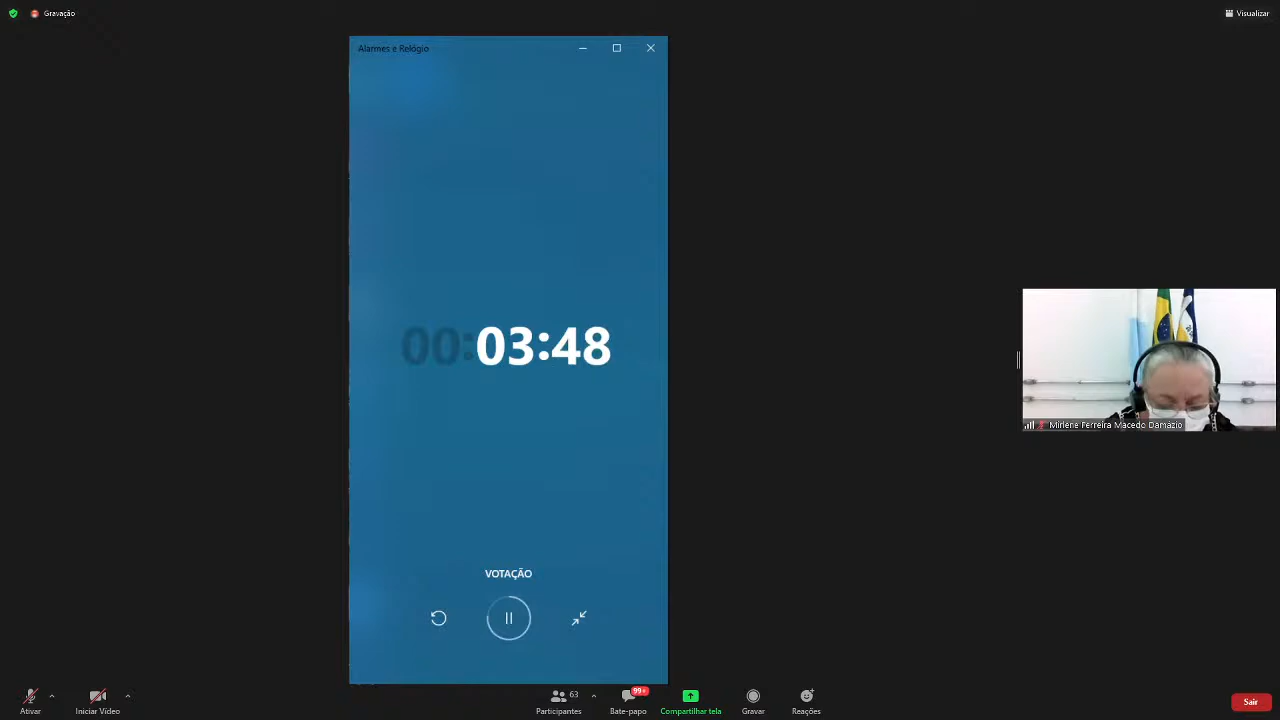 Gravação
Visualizar
Alarmes e Relógio
00:03:48
Mirlene Ferreira Macedo Damazio
VOTAÇÃO
63
99+
Ativar
Iniciar Vídeo
Participantes
Bate-papo
Compartilhar tela
Gravar
Reações
Sair